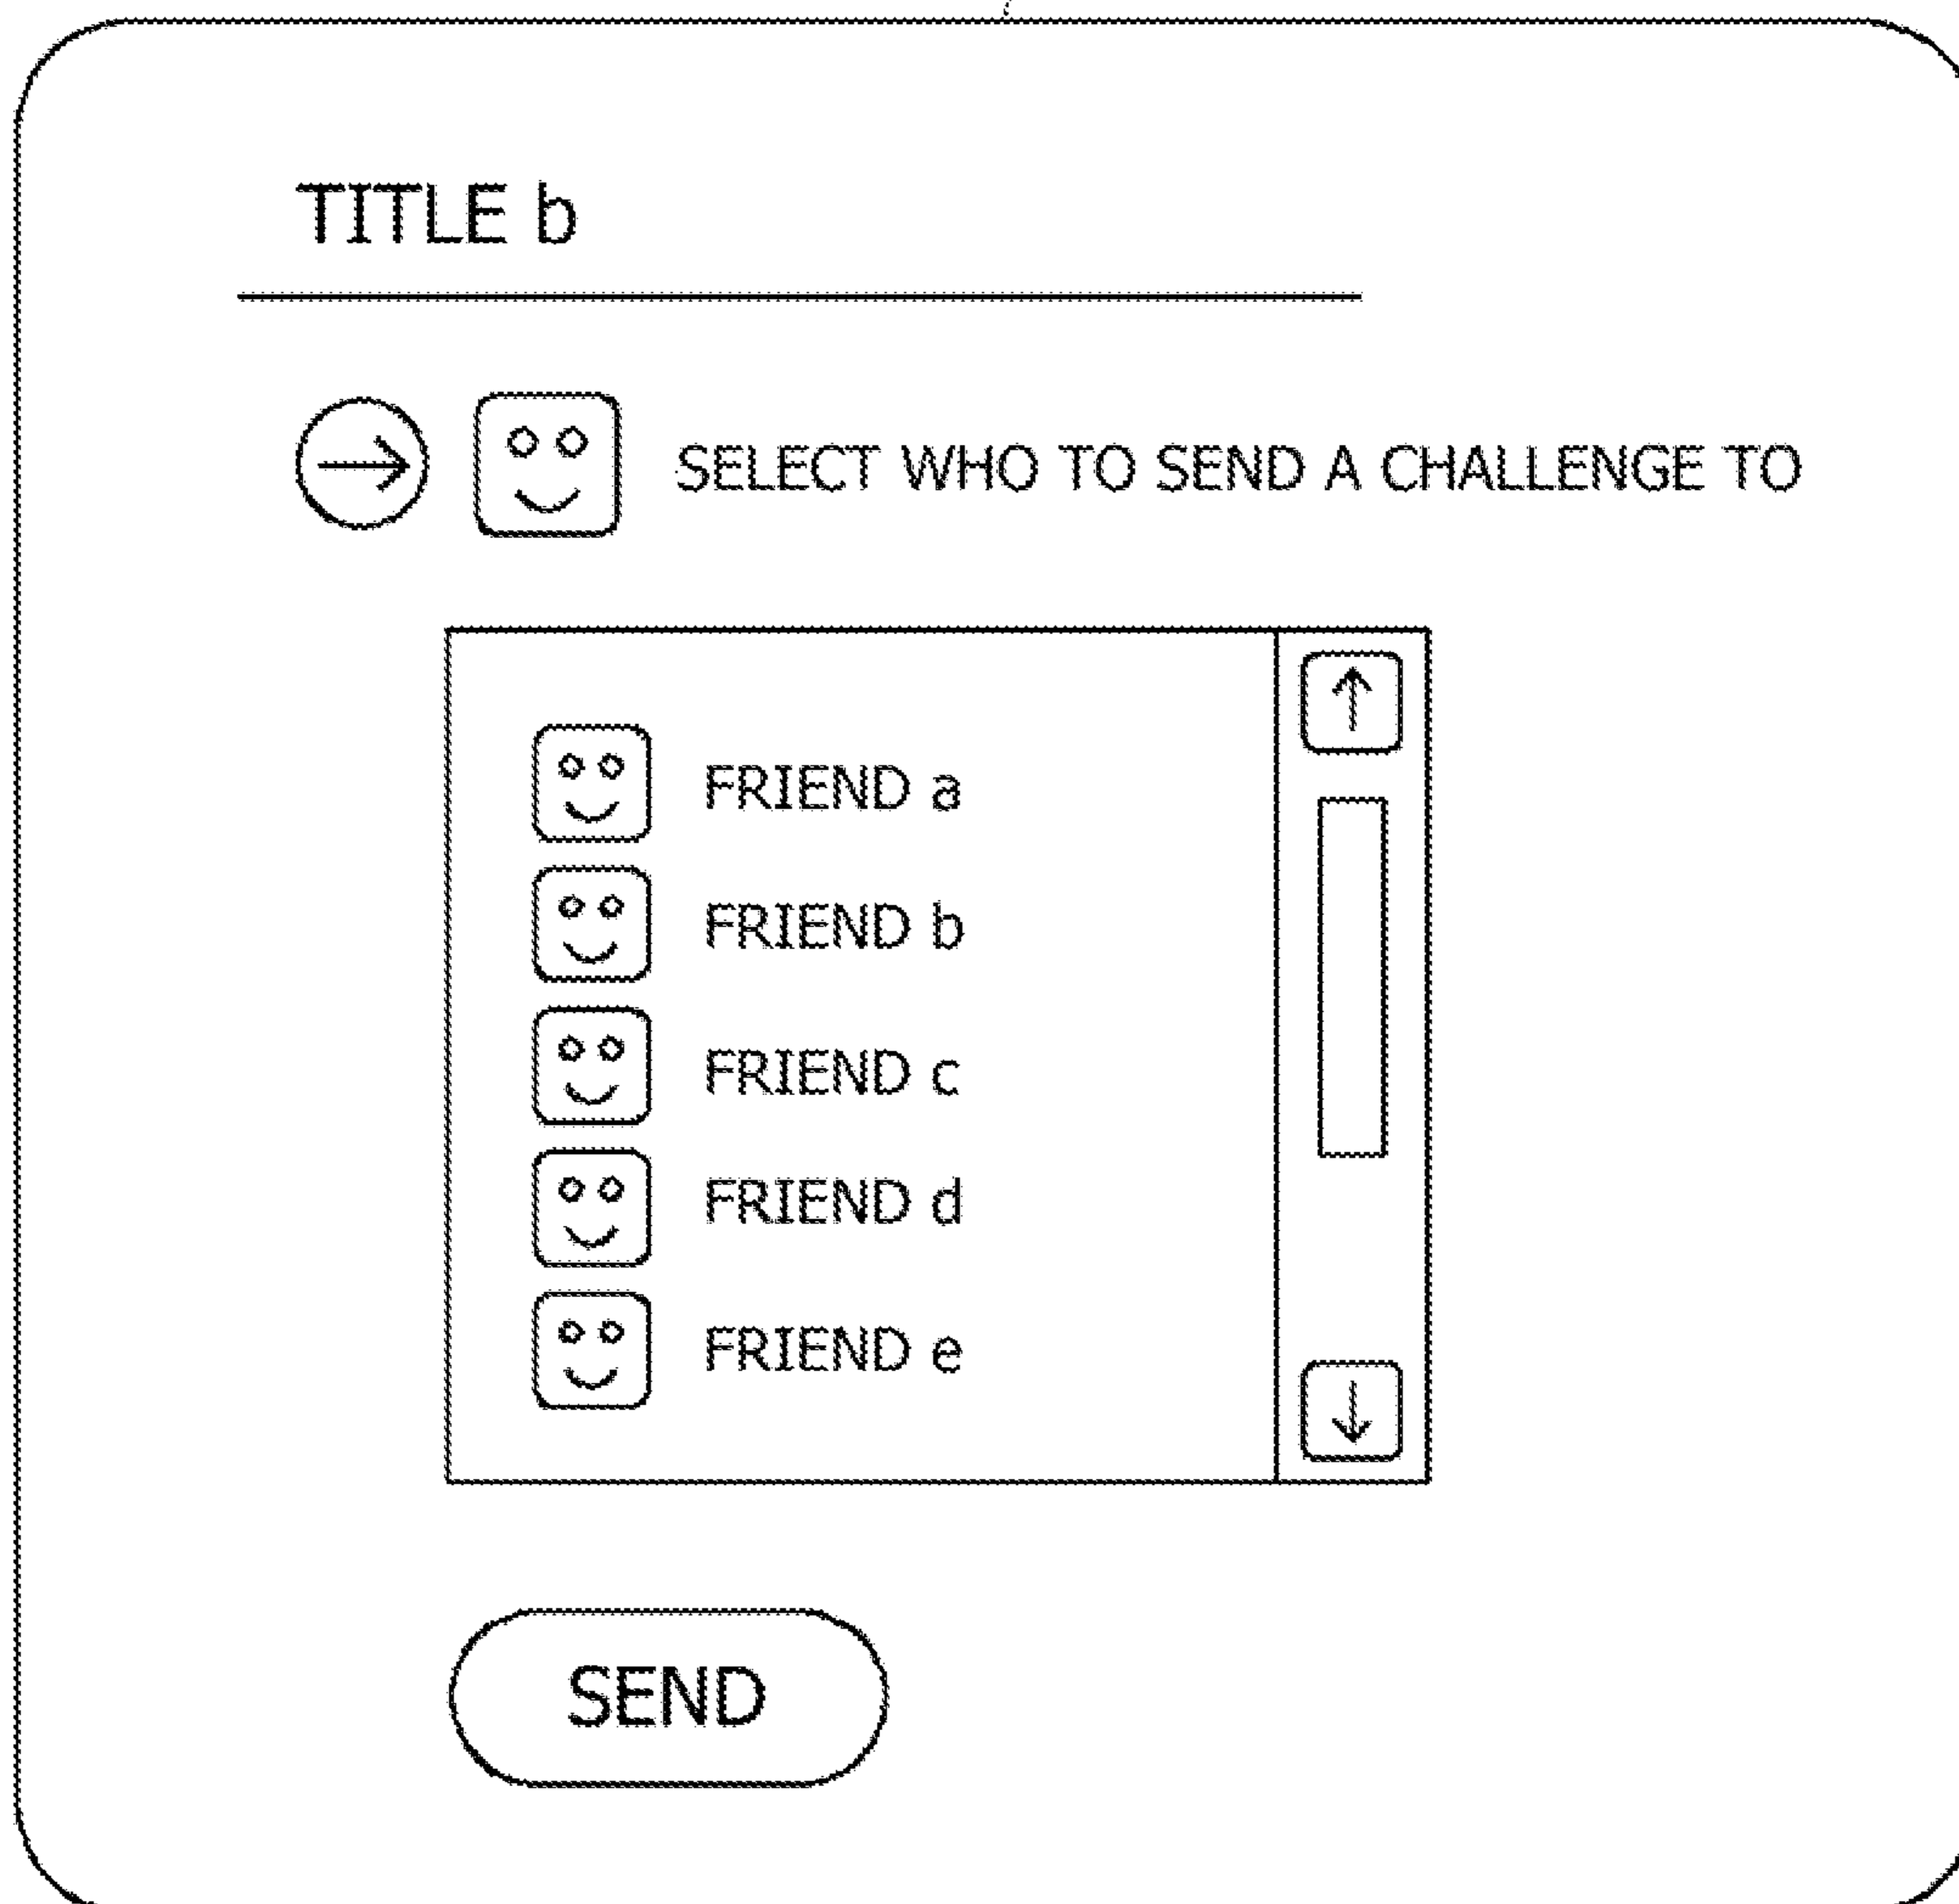 TITLE b
SELECT WHO TO SEND A CHALLENGE TO
FRIEND a
FRIEND b
FRIEND c
FRIEND d
FRIEND e
SEND